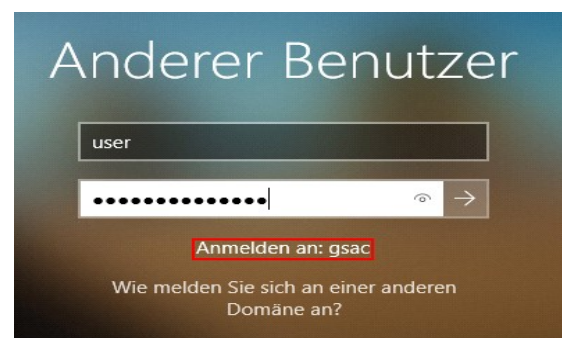 Anderer Benutzer
user
••••••••••••••
Anmelden an: gsac
Wie melden Sie sich an einer anderen
Domäne an?